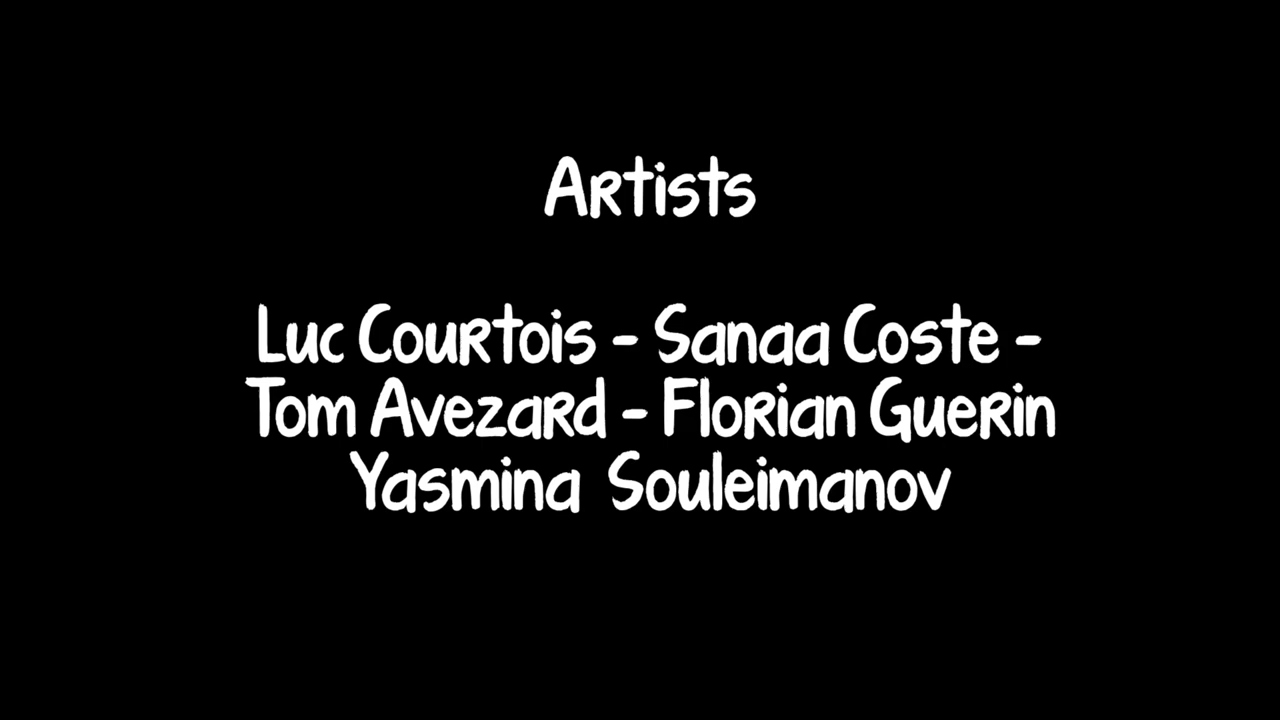 Artists
Luc Courtois - Sanaa Coste -
Tom Avezard - Florian Guerin
Yasmina Souleimanov